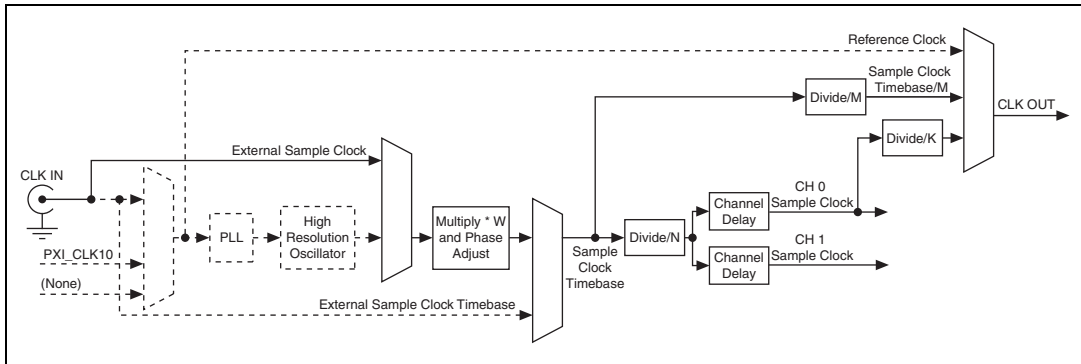 Reference Clock
Sample Clock
Timebase/M
Divide/M
CLK OUT
Divide/K
External Sample Clock
CLK IN
CH 0
Sample Clock
Channel
Delay
PLL
High
Resolution
Oscillator
Multiply * W
and Phase
Adjust
Divide/N
Sample
Clock
Timebase
CH 1
Sample Clock
Channel
Delay
PXI_CLK10
(None)
External Sample Clock Timebase